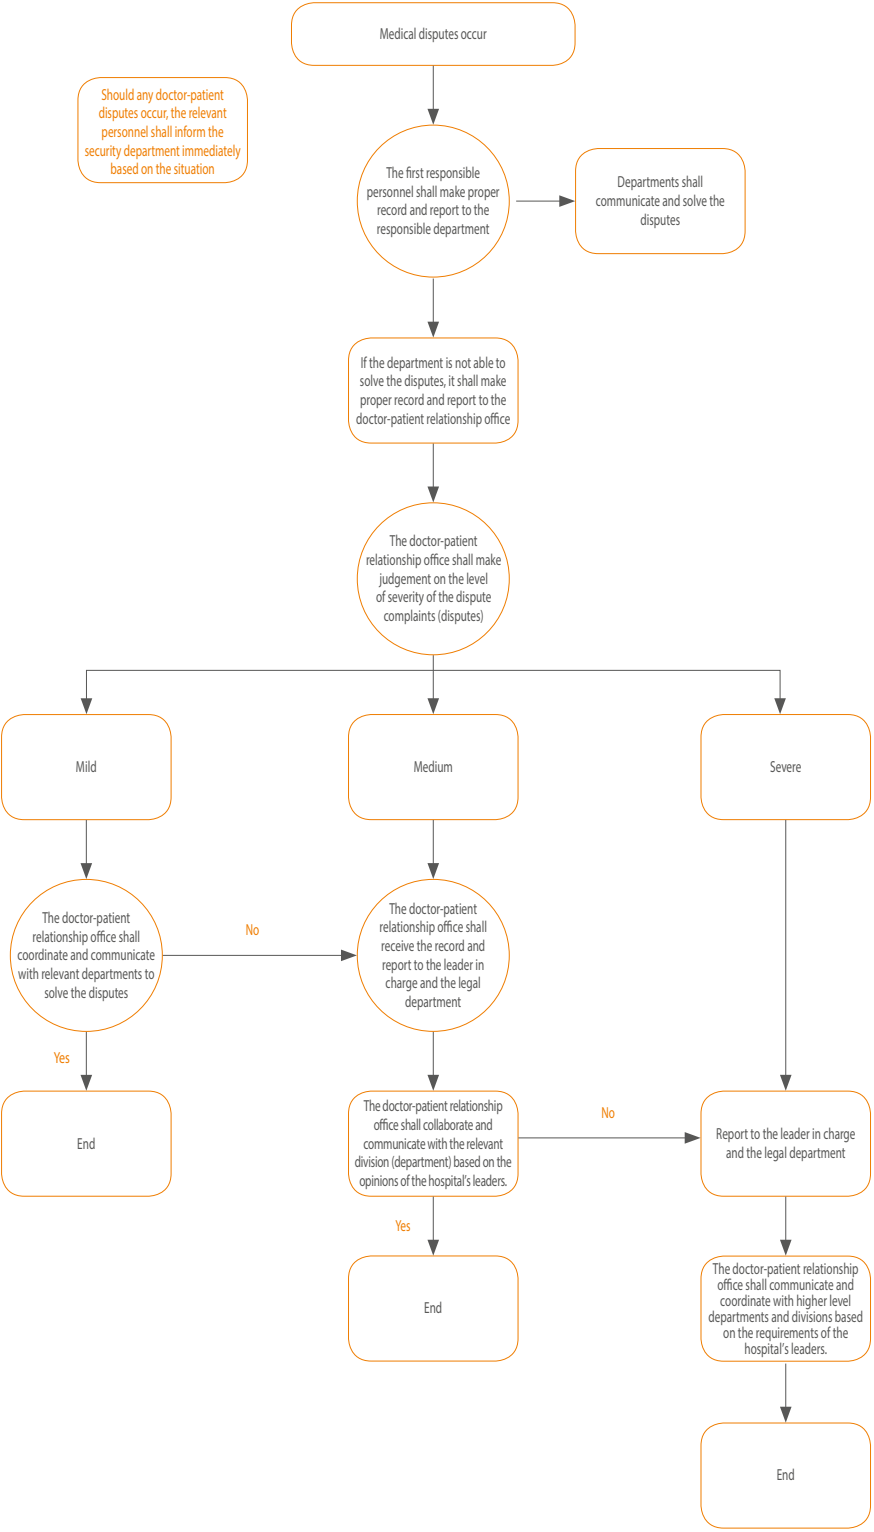 Medical disputes occur
Should any doctor-patient
disputes occur, the relevant
personnel shall inform the
security department immediately
based on the situation
The first responsible
personnel shall make proper
record and report to the
responsible department
Departments shall
communicate and solve the
disputes
If the department is not able to
solve the disputes, it shall make
proper record and report to the
doctor-patient relationship office
The doctor-patient
relationship office shall make
judgement on the level
of severity of the dispute
complaints (disputes)
Mild
Medium
Severe
The doctor-patient
relationship office shall
coordinate and communicate
with relevant departments to
solve the disputes
No
The doctor-patient
relationship office shall
receive the record and
report to the leader in
charge and the legal
department
Yes
End
The doctor-patient relationship
office shall collaborate and
communicate with the relevant
division (department) based on the
opinions of the hospital's leaders.
No
Report to the leader in charge
and the legal department
Yes
End
The doctor-patient relationship
office shall communicate and
coordinate with higher level
departments and divisions based
on the requirements of the
hospital's leaders.
End